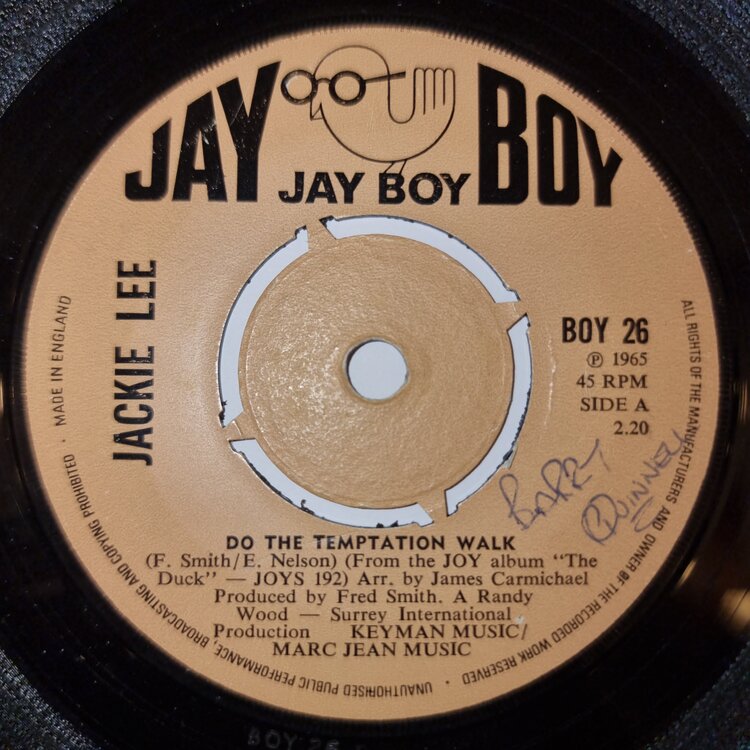 JAY BOY
JAY BOY
JACKIE LEE
BOY 26
℗ 1965
45 RPM
SIDE A
2.20
BARRY
QUINNELL
DO THE TEMPTATION WALK
(F. Smith/E. Nelson) (From the JOY album "The
Duck" — JOYS 192) Arr. by James Carmichael
Produced by Fred Smith. A Randy
Wood — Surrey International
Production KEYMAN MUSIC/
MARC JEAN MUSIC
ALL RIGHTS OF THE MANUFACTURERS AND OWNER OF THE RECORDED WORK RESERVED · UNAUTHORISED PUBLIC PERFORMANCE, BROADCASTING AND COPYING PROHIBITED · MADE IN ENGLAND